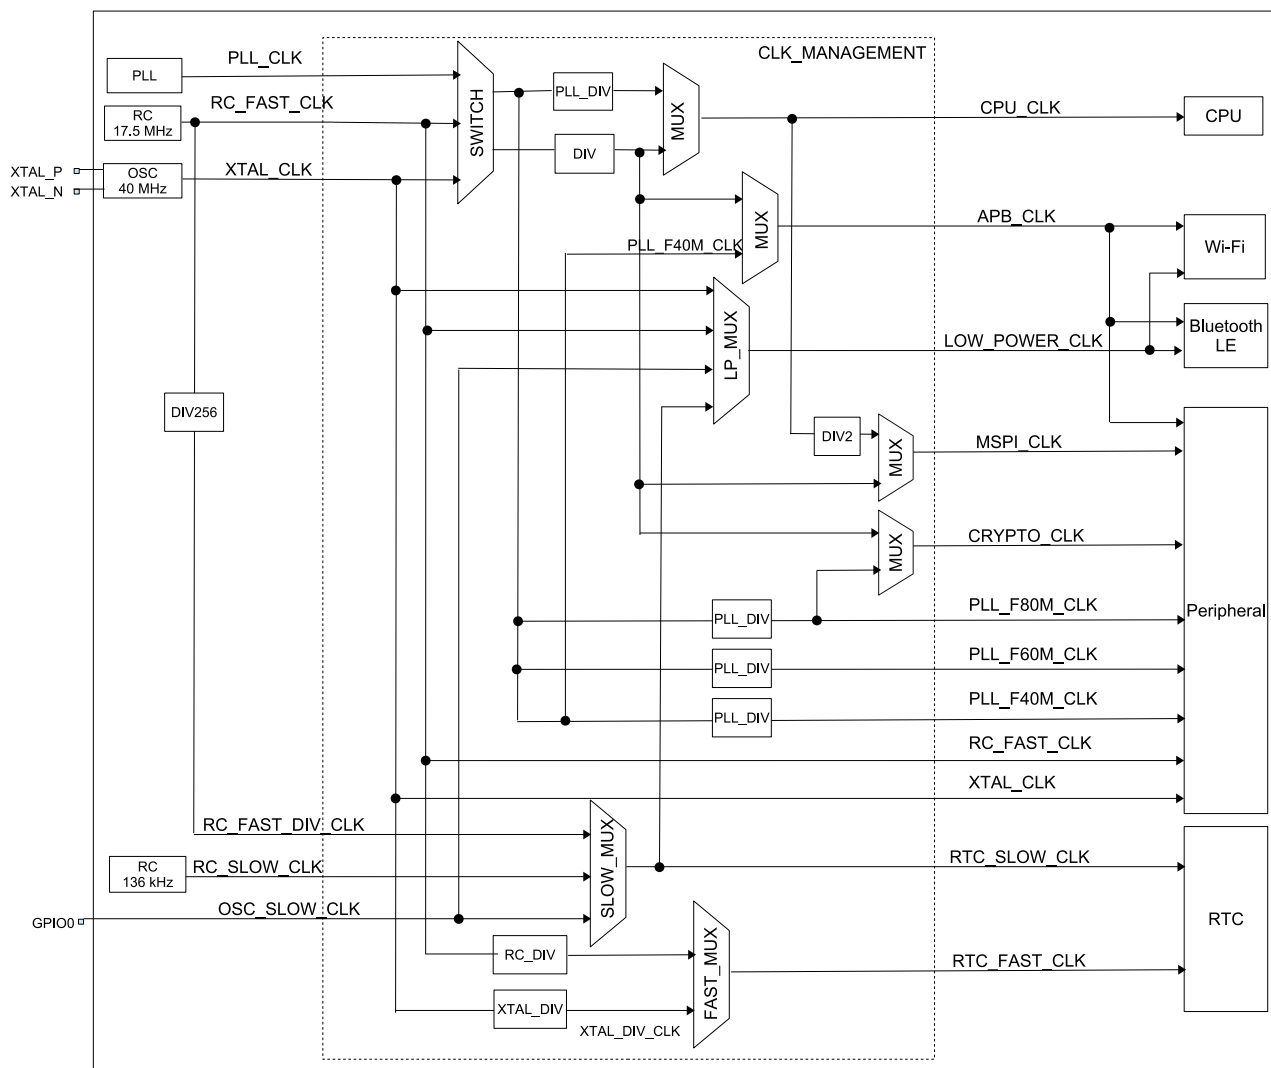 CLK_MANAGEMENT
PLL
PLL_CLK
RC
17.5 MHz
RC_FAST_CLK
XTAL_P
XTAL_N
OSC
40 MHz
XTAL_CLK
SWITCH
PLL_DIV
DIV
MUX
CPU_CLK
CPU
PLL_F40M_CLK
MUX
APB_CLK
Wi-Fi
LP_MUX
LOW_POWER_CLK
Bluetooth
LE
DIV256
DIV2
MUX
MSPI_CLK
MUX
CRYPTO_CLK
PLL_DIV
PLL_F80M_CLK
Peripheral
PLL_DIV
PLL_F60M_CLK
PLL_DIV
PLL_F40M_CLK
RC_FAST_CLK
XTAL_CLK
RC_FAST_DIV_CLK
RC
136 kHz
RC_SLOW_CLK
SLOW_MUX
RTC_SLOW_CLK
GPIO0
OSC_SLOW_CLK
RTC
RC_DIV
FAST_MUX
RTC_FAST_CLK
XTAL_DIV
XTAL_DIV_CLK